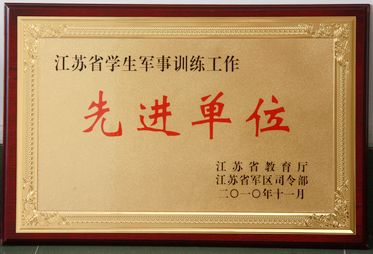 江苏省学生军事训练工作
先进单位
江苏省教育厅
江苏省军区司令部
二〇一〇年十一月